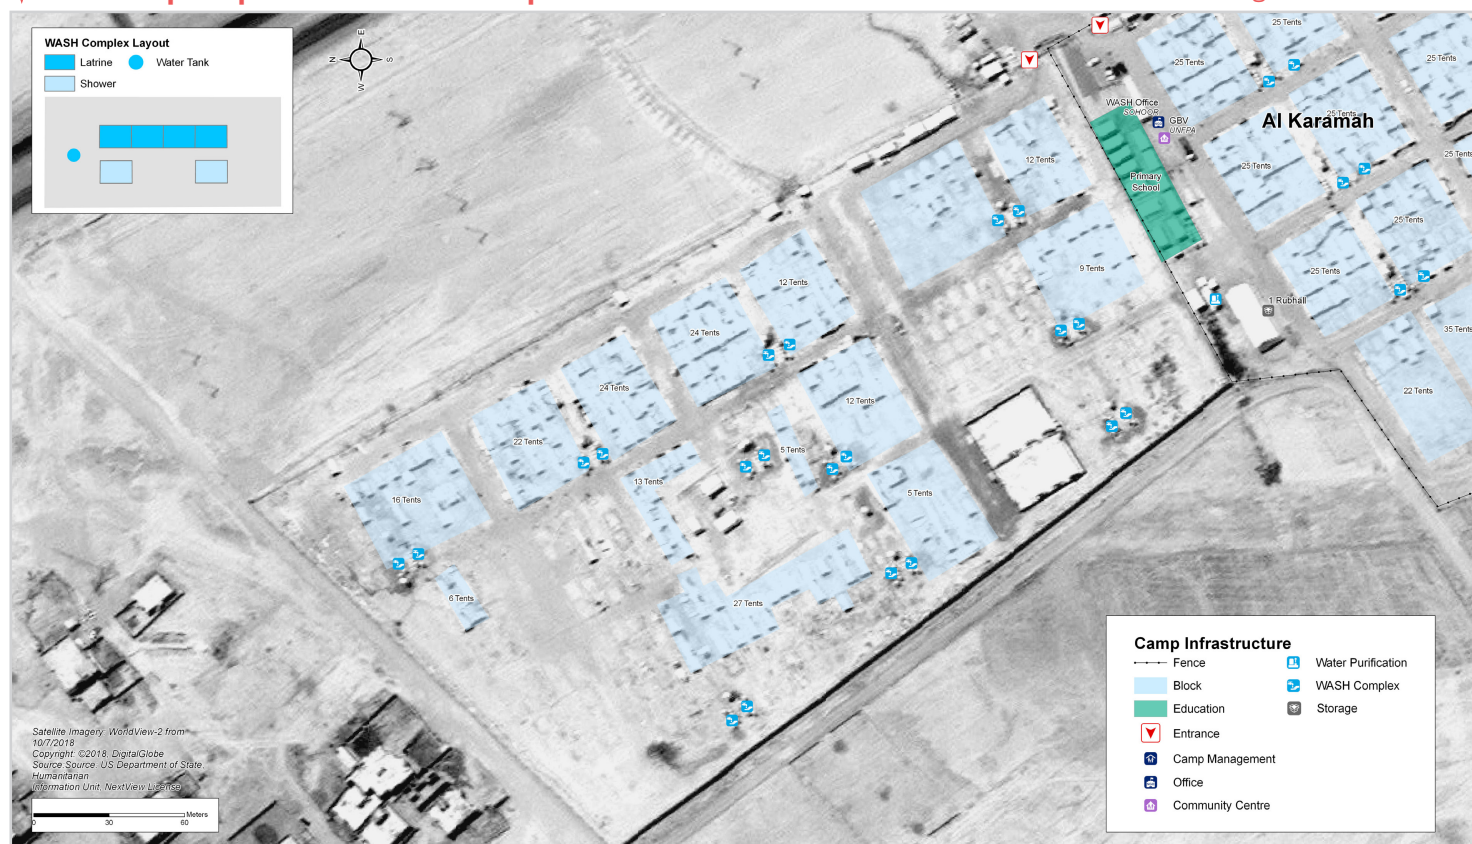 WASH Complex Layout
Latrine
Water Tank
Shower
E
N
S
W
25 Tents
25 Tents
25 Tents
WASH Office
SOHOOR
GBV
UNFPA
Al Karamah
25 Tents
12 Tents
25 Tents
25 Tents
Primary
School
25 Tents
9 Tents
25 Tents
12 Tents
1 Rubhall
24 Tents
35 Tents
24 Tents
22 Tents
12 Tents
22 Tents
5 Tents
13 Tents
16 Tents
5 Tents
6 Tents
27 Tents
Camp Infrastructure
Fence
Water Purification
Block
WASH Complex
Education
Storage
Entrance
Camp Management
Office
Community Centre
Satellite Imagery: WorldView-2 from
10/7/2018
Copyright: ©2018, DigitalGlobe
Source:Source: US Department of State,
Humanitarian
Information Unit, NextView License
Meters
0 30 60